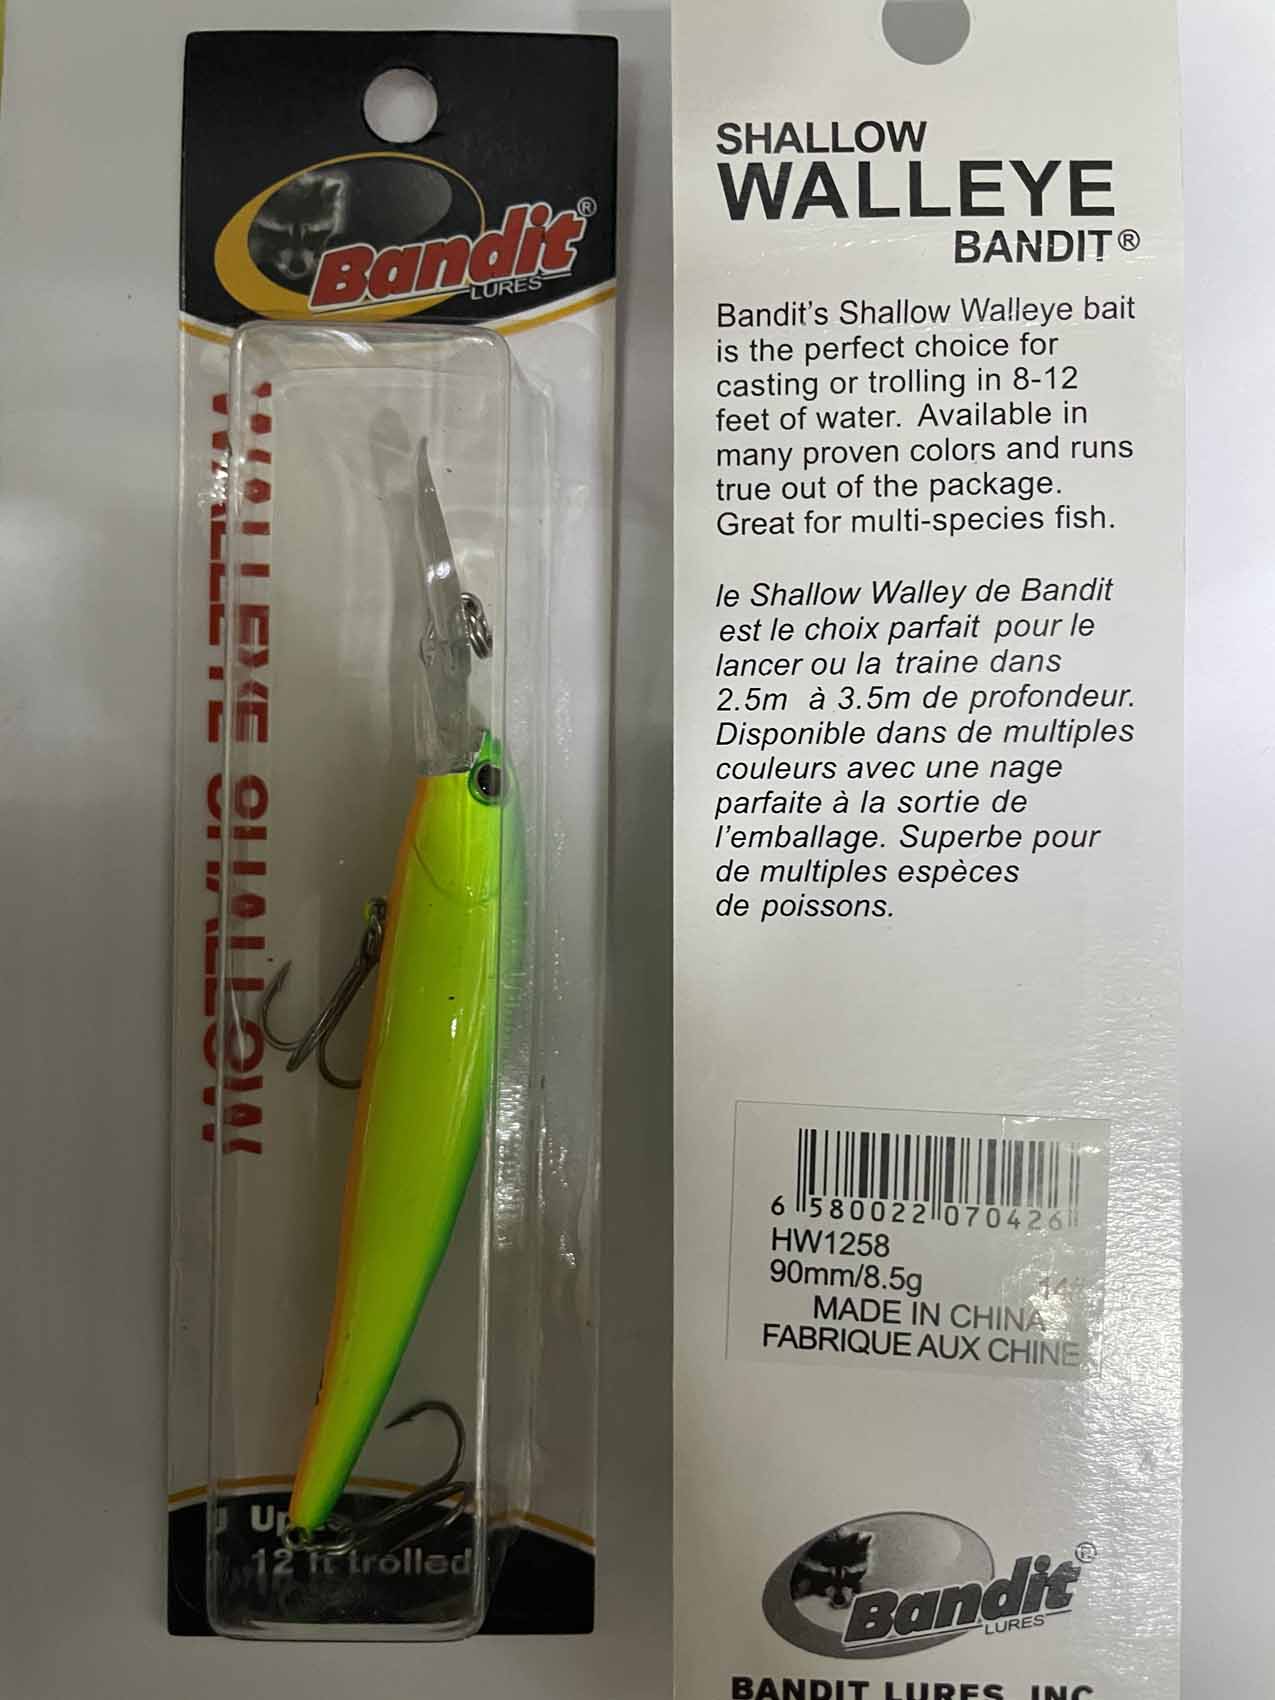 Bandit®
LURES
WALLEYE SHALLOW
Up to
12 ft trolled
SHALLOW
WALLEYE
BANDIT®
Bandit's Shallow Walleye bait
is the perfect choice for
casting or trolling in 8-12
feet of water. Available in
many proven colors and runs
true out of the package.
Great for multi-species fish.
le Shallow Walley de Bandit
est le choix parfait pour le
lancer ou la traine dans
2.5m à 3.5m de profondeur.
Disponible dans de multiples
couleurs avec une nage
parfaite à la sortie de
l'emballage. Superbe pour
de multiples espèces
de poissons.
6 580022 070426
HW1258
90mm/8.5g
14#
MADE IN CHINA
FABRIQUE AUX CHINE
Bandit®
LURES
BANDIT LURES, INC